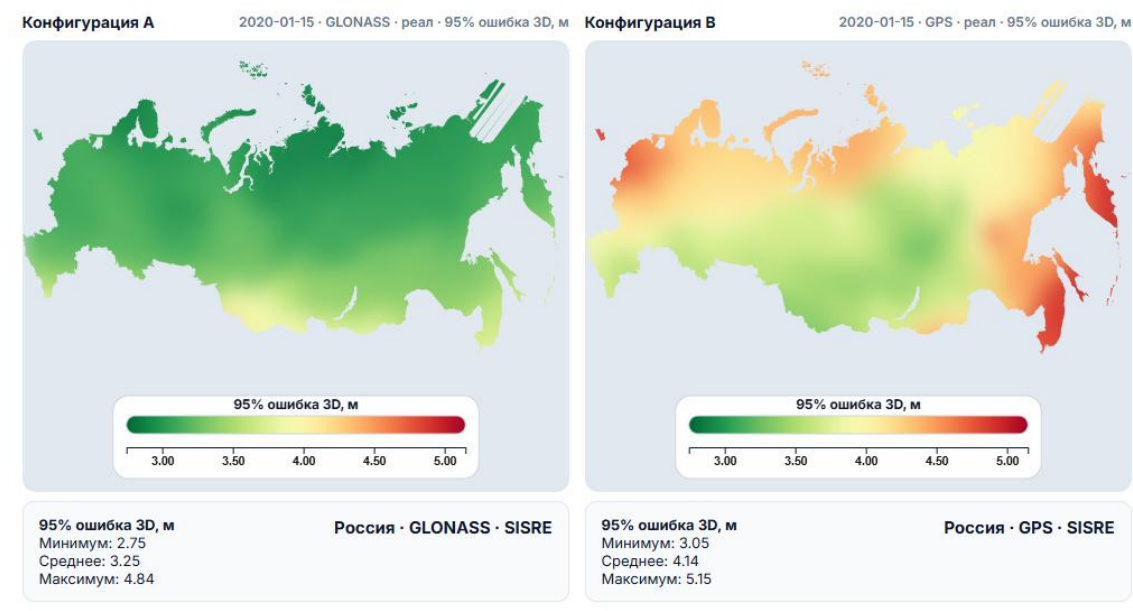 Конфигурация A
2020-01-15 · GLONASS · реал · 95% ошибка 3D, м
95% ошибка 3D, м
3.00 3.50 4.00 4.50 5.00
95% ошибка 3D, м
Россия · GLONASS · SISRE
Минимум: 2.75
Среднее: 3.25
Максимум: 4.84
Конфигурация B
2020-01-15 · GPS · реал · 95% ошибка 3D, м
95% ошибка 3D, м
3.00 3.50 4.00 4.50 5.00
95% ошибка 3D, м
Россия · GPS · SISRE
Минимум: 3.05
Среднее: 4.14
Максимум: 5.15